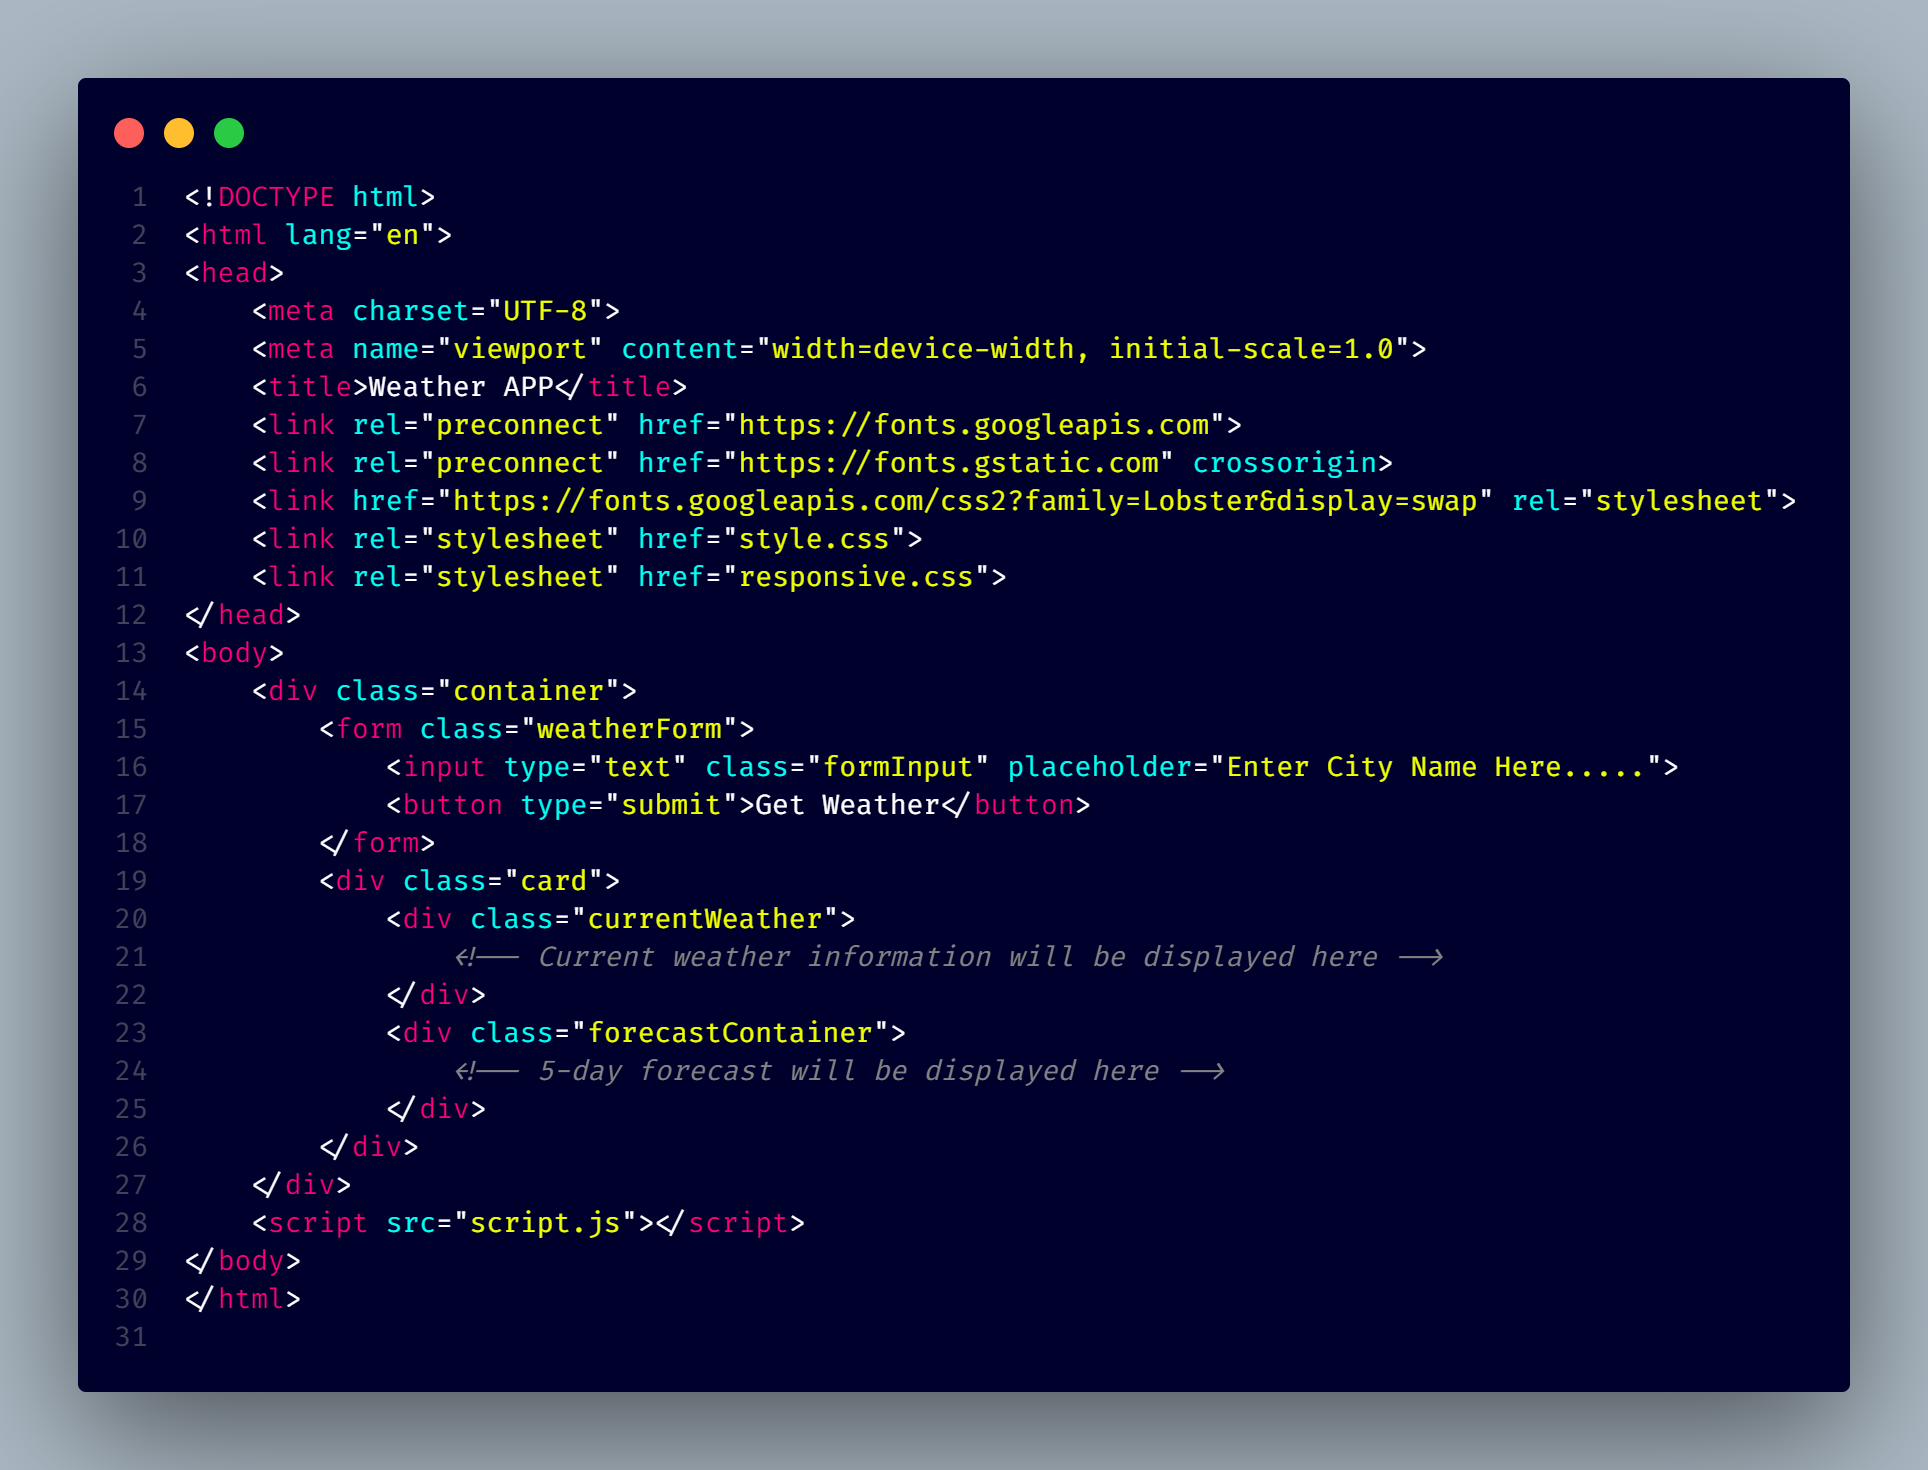 1 <!DOCTYPE html>
2 <html lang="en">
3 <head>
4     <meta charset="UTF-8">
5     <meta name="viewport" content="width=device-width, initial-scale=1.0">
6     <title>Weather APP</title>
7     <link rel="preconnect" href="https://fonts.googleapis.com">
8     <link rel="preconnect" href="https://fonts.gstatic.com" crossorigin>
9     <link href="https://fonts.googleapis.com/css2?family=Lobster&display=swap" rel="stylesheet">
10     <link rel="stylesheet" href="style.css">
11     <link rel="stylesheet" href="responsive.css">
12 </head>
13 <body>
14     <div class="container">
15         <form class="weatherForm">
16             <input type="text" class="formInput" placeholder="Enter City Name Here.....">
17             <button type="submit">Get Weather</button>
18         </form>
19         <div class="card">
20             <div class="currentWeather">
21                 <!-- Current weather information will be displayed here -->
22             </div>
23             <div class="forecastContainer">
24                 <!-- 5-day forecast will be displayed here -->
25             </div>
26         </div>
27     </div>
28     <script src="script.js"></script>
29 </body>
30 </html>
31